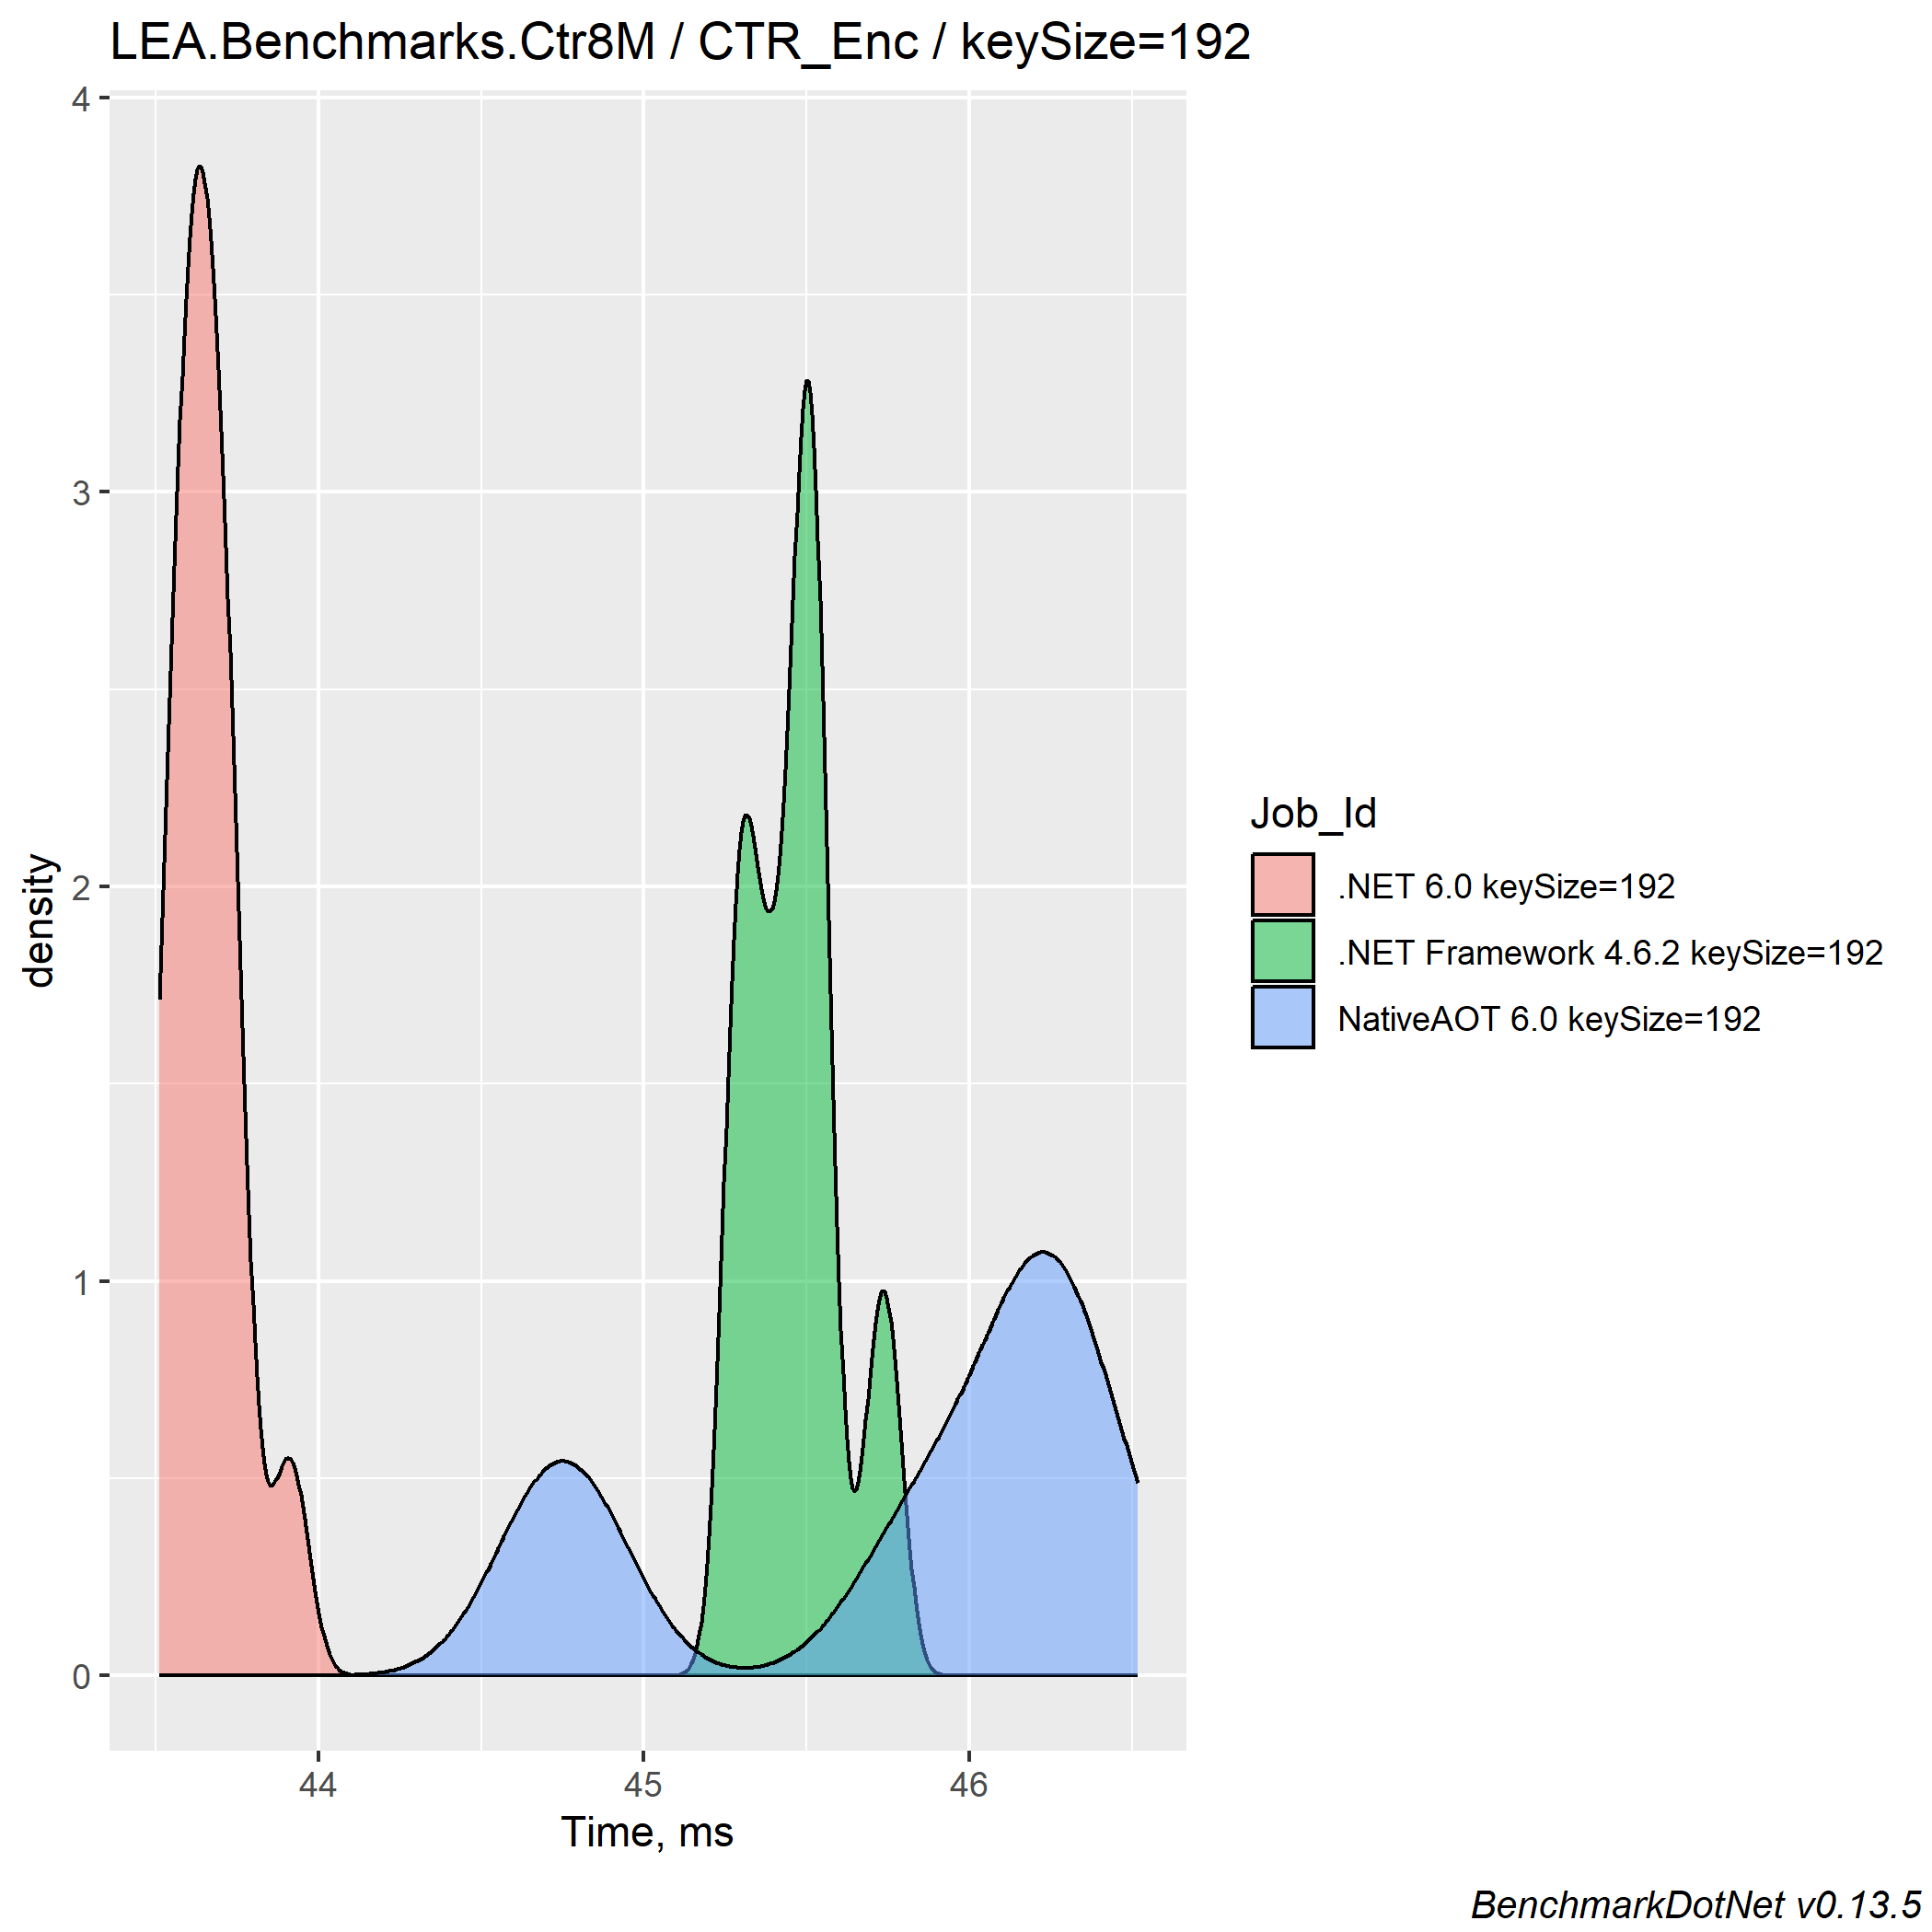 LEA.Benchmarks.Ctr8M / CTR_Enc / keySize=192
4
3
2
1
0
density
44 45 46
Time, ms
Job_Id
.NET 6.0 keySize=192
.NET Framework 4.6.2 keySize=192
NativeAOT 6.0 keySize=192
BenchmarkDotNet v0.13.5